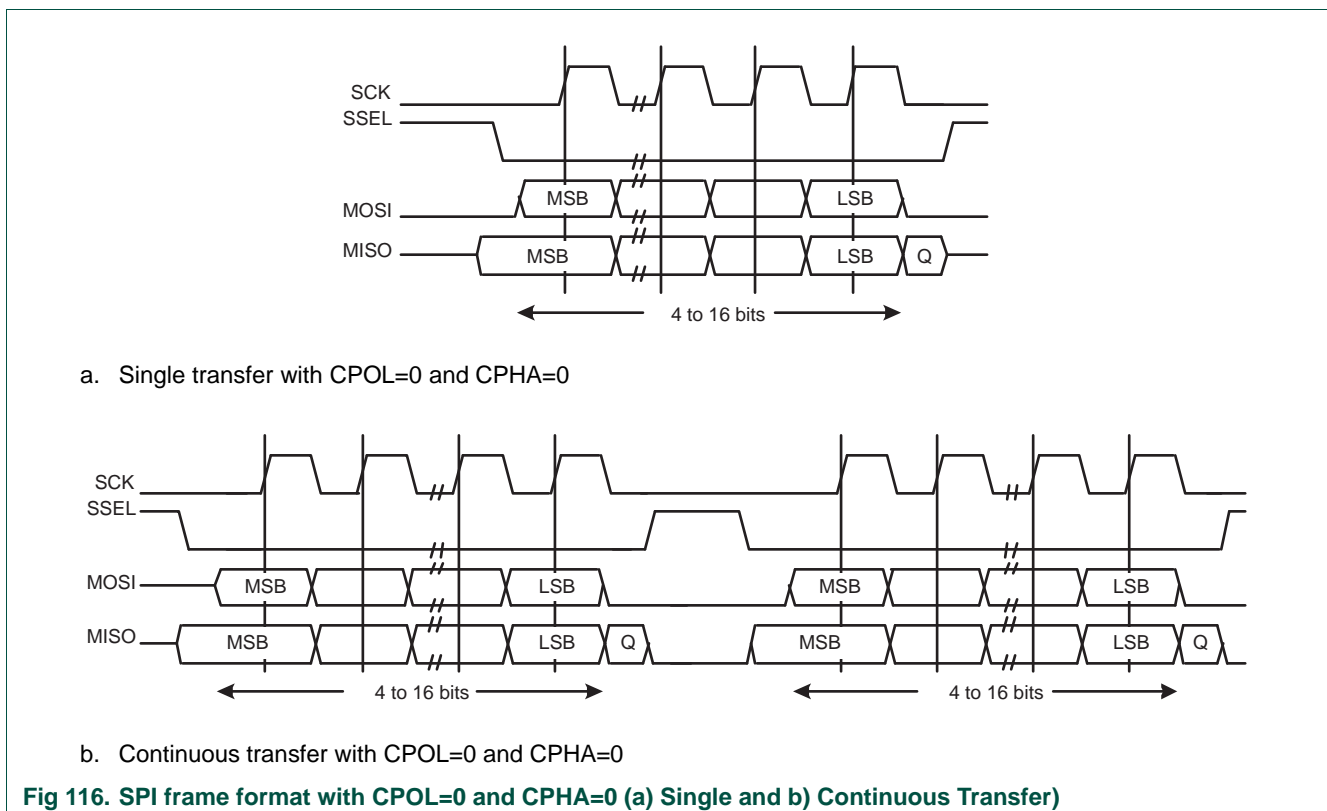 SCK
SSEL
MOSI
MSB
LSB
MISO
MSB
LSB
Q
4 to 16 bits
a. Single transfer with CPOL=0 and CPHA=0
SCK
SSEL
MOSI
MSB
LSB
MSB
LSB
MISO
MSB
LSB
Q
MSB
LSB
Q
4 to 16 bits
4 to 16 bits
b. Continuous transfer with CPOL=0 and CPHA=0
Fig 116. SPI frame format with CPOL=0 and CPHA=0 (a) Single and b) Continuous Transfer)